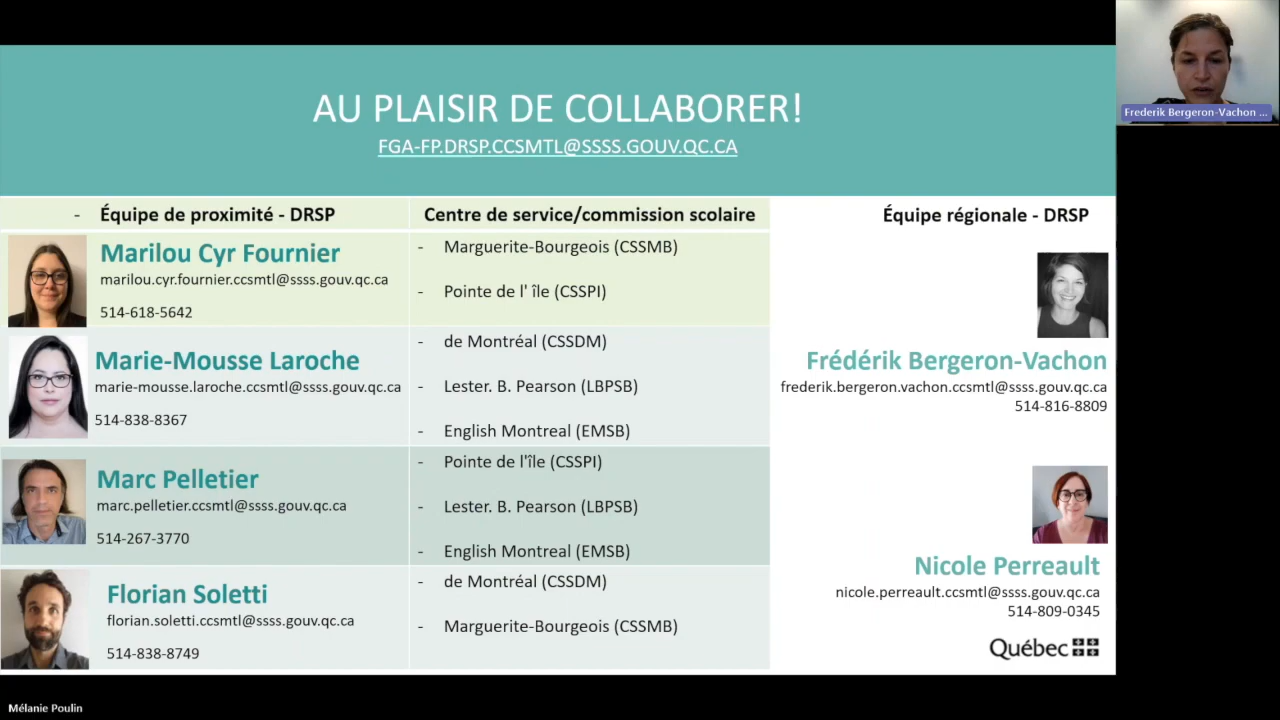 AU PLAISIR DE COLLABORER!
FGA-FP.DRSP.CCSMTL@SSSS.GOUV.QC.CA
Frederik Bergeron-Vachon ...
- Équipe de proximité - DRSP
Centre de service/commission scolaire
Équipe régionale - DRSP
Marilou Cyr Fournier
marilou.cyr.fournier.ccsmtl@ssss.gouv.qc.ca
514-618-5642
- Marguerite-Bourgeois (CSSMB)
- Pointe de l' île (CSSPI)
Marie-Mousse Laroche
marie-mousse.laroche.ccsmtl@ssss.gouv.qc.ca
514-838-8367
- de Montréal (CSSDM)
- Lester. B. Pearson (LBPSB)
- English Montreal (EMSB)
Marc Pelletier
marc.pelletier.ccsmtl@ssss.gouv.qc.ca
514-267-3770
- Pointe de l'île (CSSPI)
- Lester. B. Pearson (LBPSB)
- English Montreal (EMSB)
Florian Soletti
florian.soletti.ccsmtl@ssss.gouv.qc.ca
514-838-8749
- de Montréal (CSSDM)
- Marguerite-Bourgeois (CSSMB)
Frédérik Bergeron-Vachon
frederik.bergeron.vachon.ccsmtl@ssss.gouv.qc.ca
514-816-8809
Nicole Perreault
nicole.perreault.ccsmtl@ssss.gouv.qc.ca
514-809-0345
Québec
Mélanie Poulin